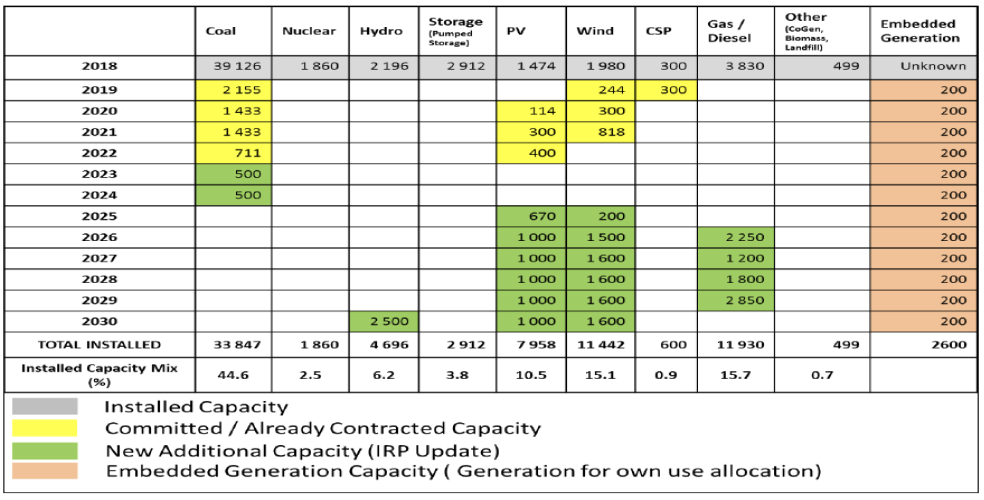 Coal Nuclear Hydro Storage (Pumped Storage) PV Wind CSP Gas / Diesel Other (CoGen, Biomass, Landfill) Embedded Generation
2018 39 126 1 860 2 196 2 912 1 474 1 980 300 3 830 499 Unknown
2019 2 155 244 300 200
2020 1 433 114 300 200
2021 1 433 300 818 200
2022 711 400 200
2023 500 200
2024 500 200
2025 670 200 200
2026 1 000 1 500 2 250 200
2027 1 000 1 600 1 200 200
2028 1 000 1 600 1 800 200
2029 1 000 1 600 2 850 200
2030 2 500 1 000 1 600 200
TOTAL INSTALLED 33 847 1 860 4 696 2 912 7 958 11 442 600 11 930 499 2600
Installed Capacity Mix (%) 44.6 2.5 6.2 3.8 10.5 15.1 0.9 15.7 0.7
Installed Capacity
Committed / Already Contracted Capacity
New Additional Capacity (IRP Update)
Embedded Generation Capacity ( Generation for own use allocation)